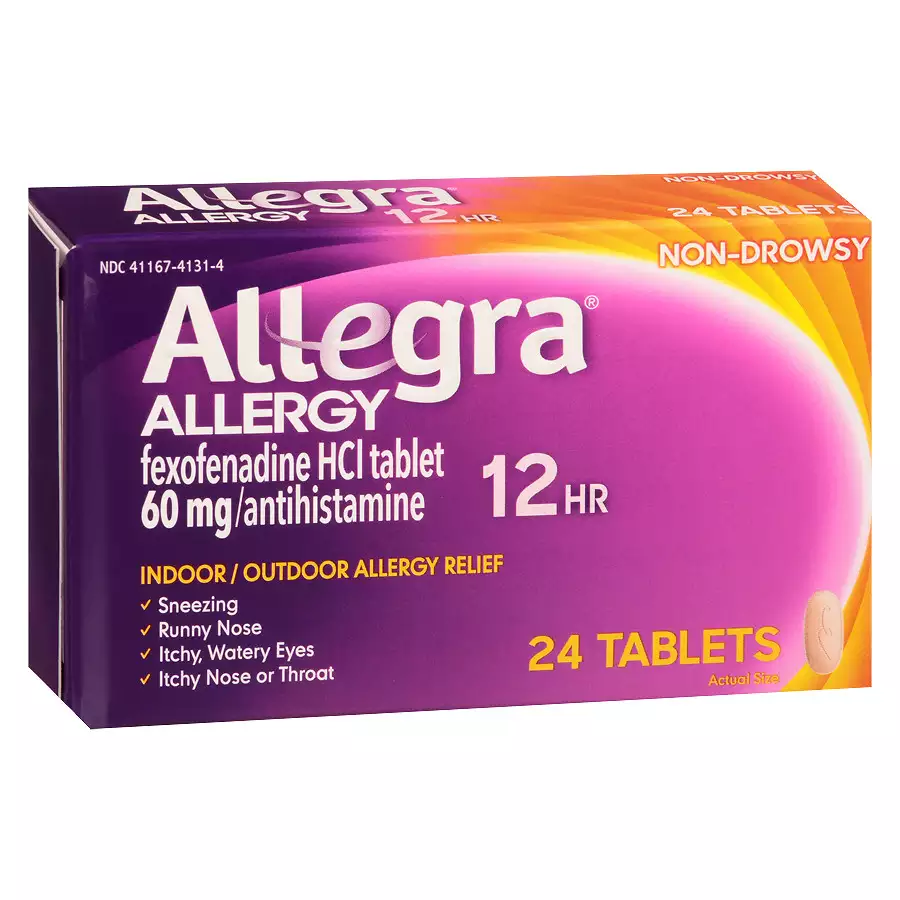 Allegra®
ALLERGY 12 HR
NON-DROWSY
24 TABLETS
NDC 41167-4131-4
NON-DROWSY
Allegra®
ALLERGY
fexofenadine HCl tablet
60 mg/antihistamine
12 HR
INDOOR / OUTDOOR ALLERGY RELIEF
✓ Sneezing
✓ Runny Nose
✓ Itchy, Watery Eyes
✓ Itchy Nose or Throat
24 TABLETS
Actual Size